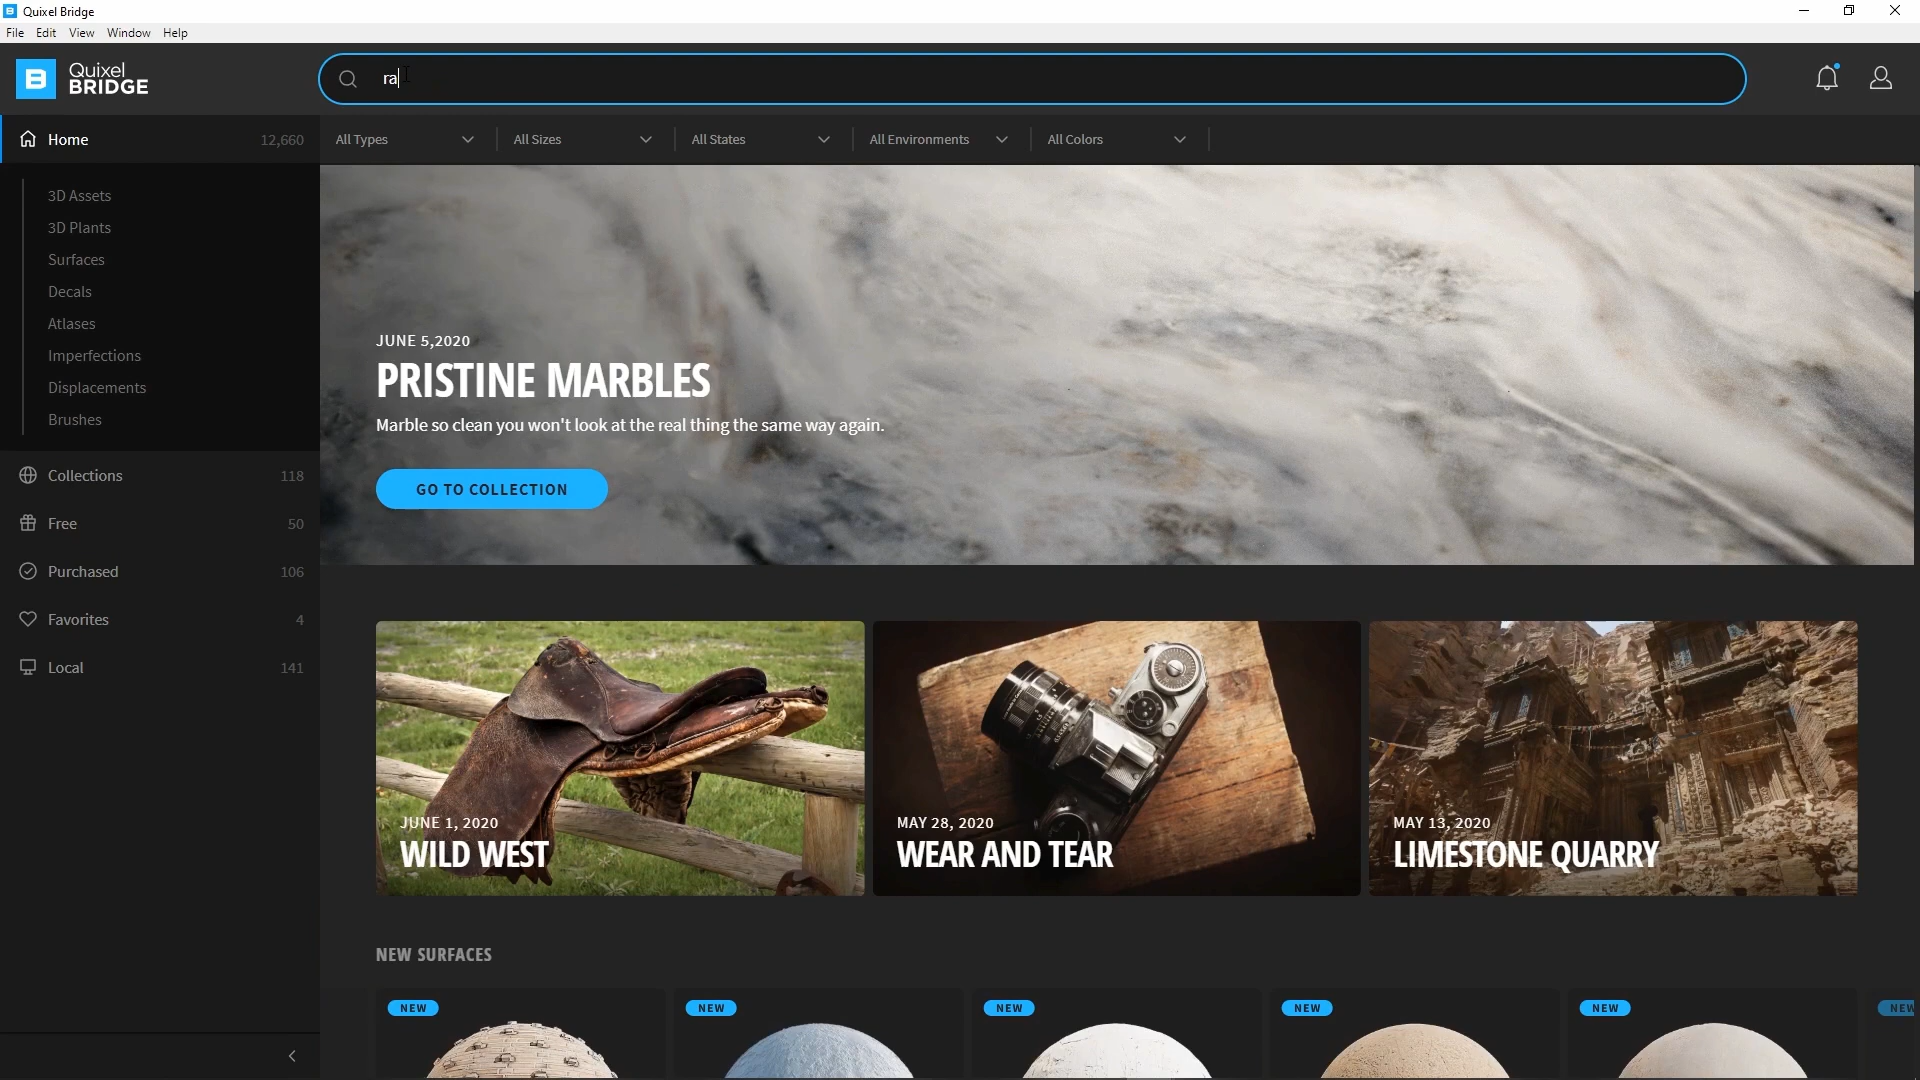 Quixel Bridge
File Edit View Window Help
Quixel
BRIDGE
ra
Home 12,660
All Types All Sizes All States All Environments All Colors
3D Assets
3D Plants
Surfaces
Decals
Atlases
Imperfections
Displacements
Brushes
Collections 118
Free 50
Purchased 106
Favorites 4
Local 141
JUNE 5,2020
PRISTINE MARBLES
Marble so clean you won't look at the real thing the same way again.
GO TO COLLECTION
JUNE 1, 2020
WILD WEST
MAY 28, 2020
WEAR AND TEAR
MAY 13, 2020
LIMESTONE QUARRY
NEW SURFACES
NEW NEW NEW NEW NEW NEW